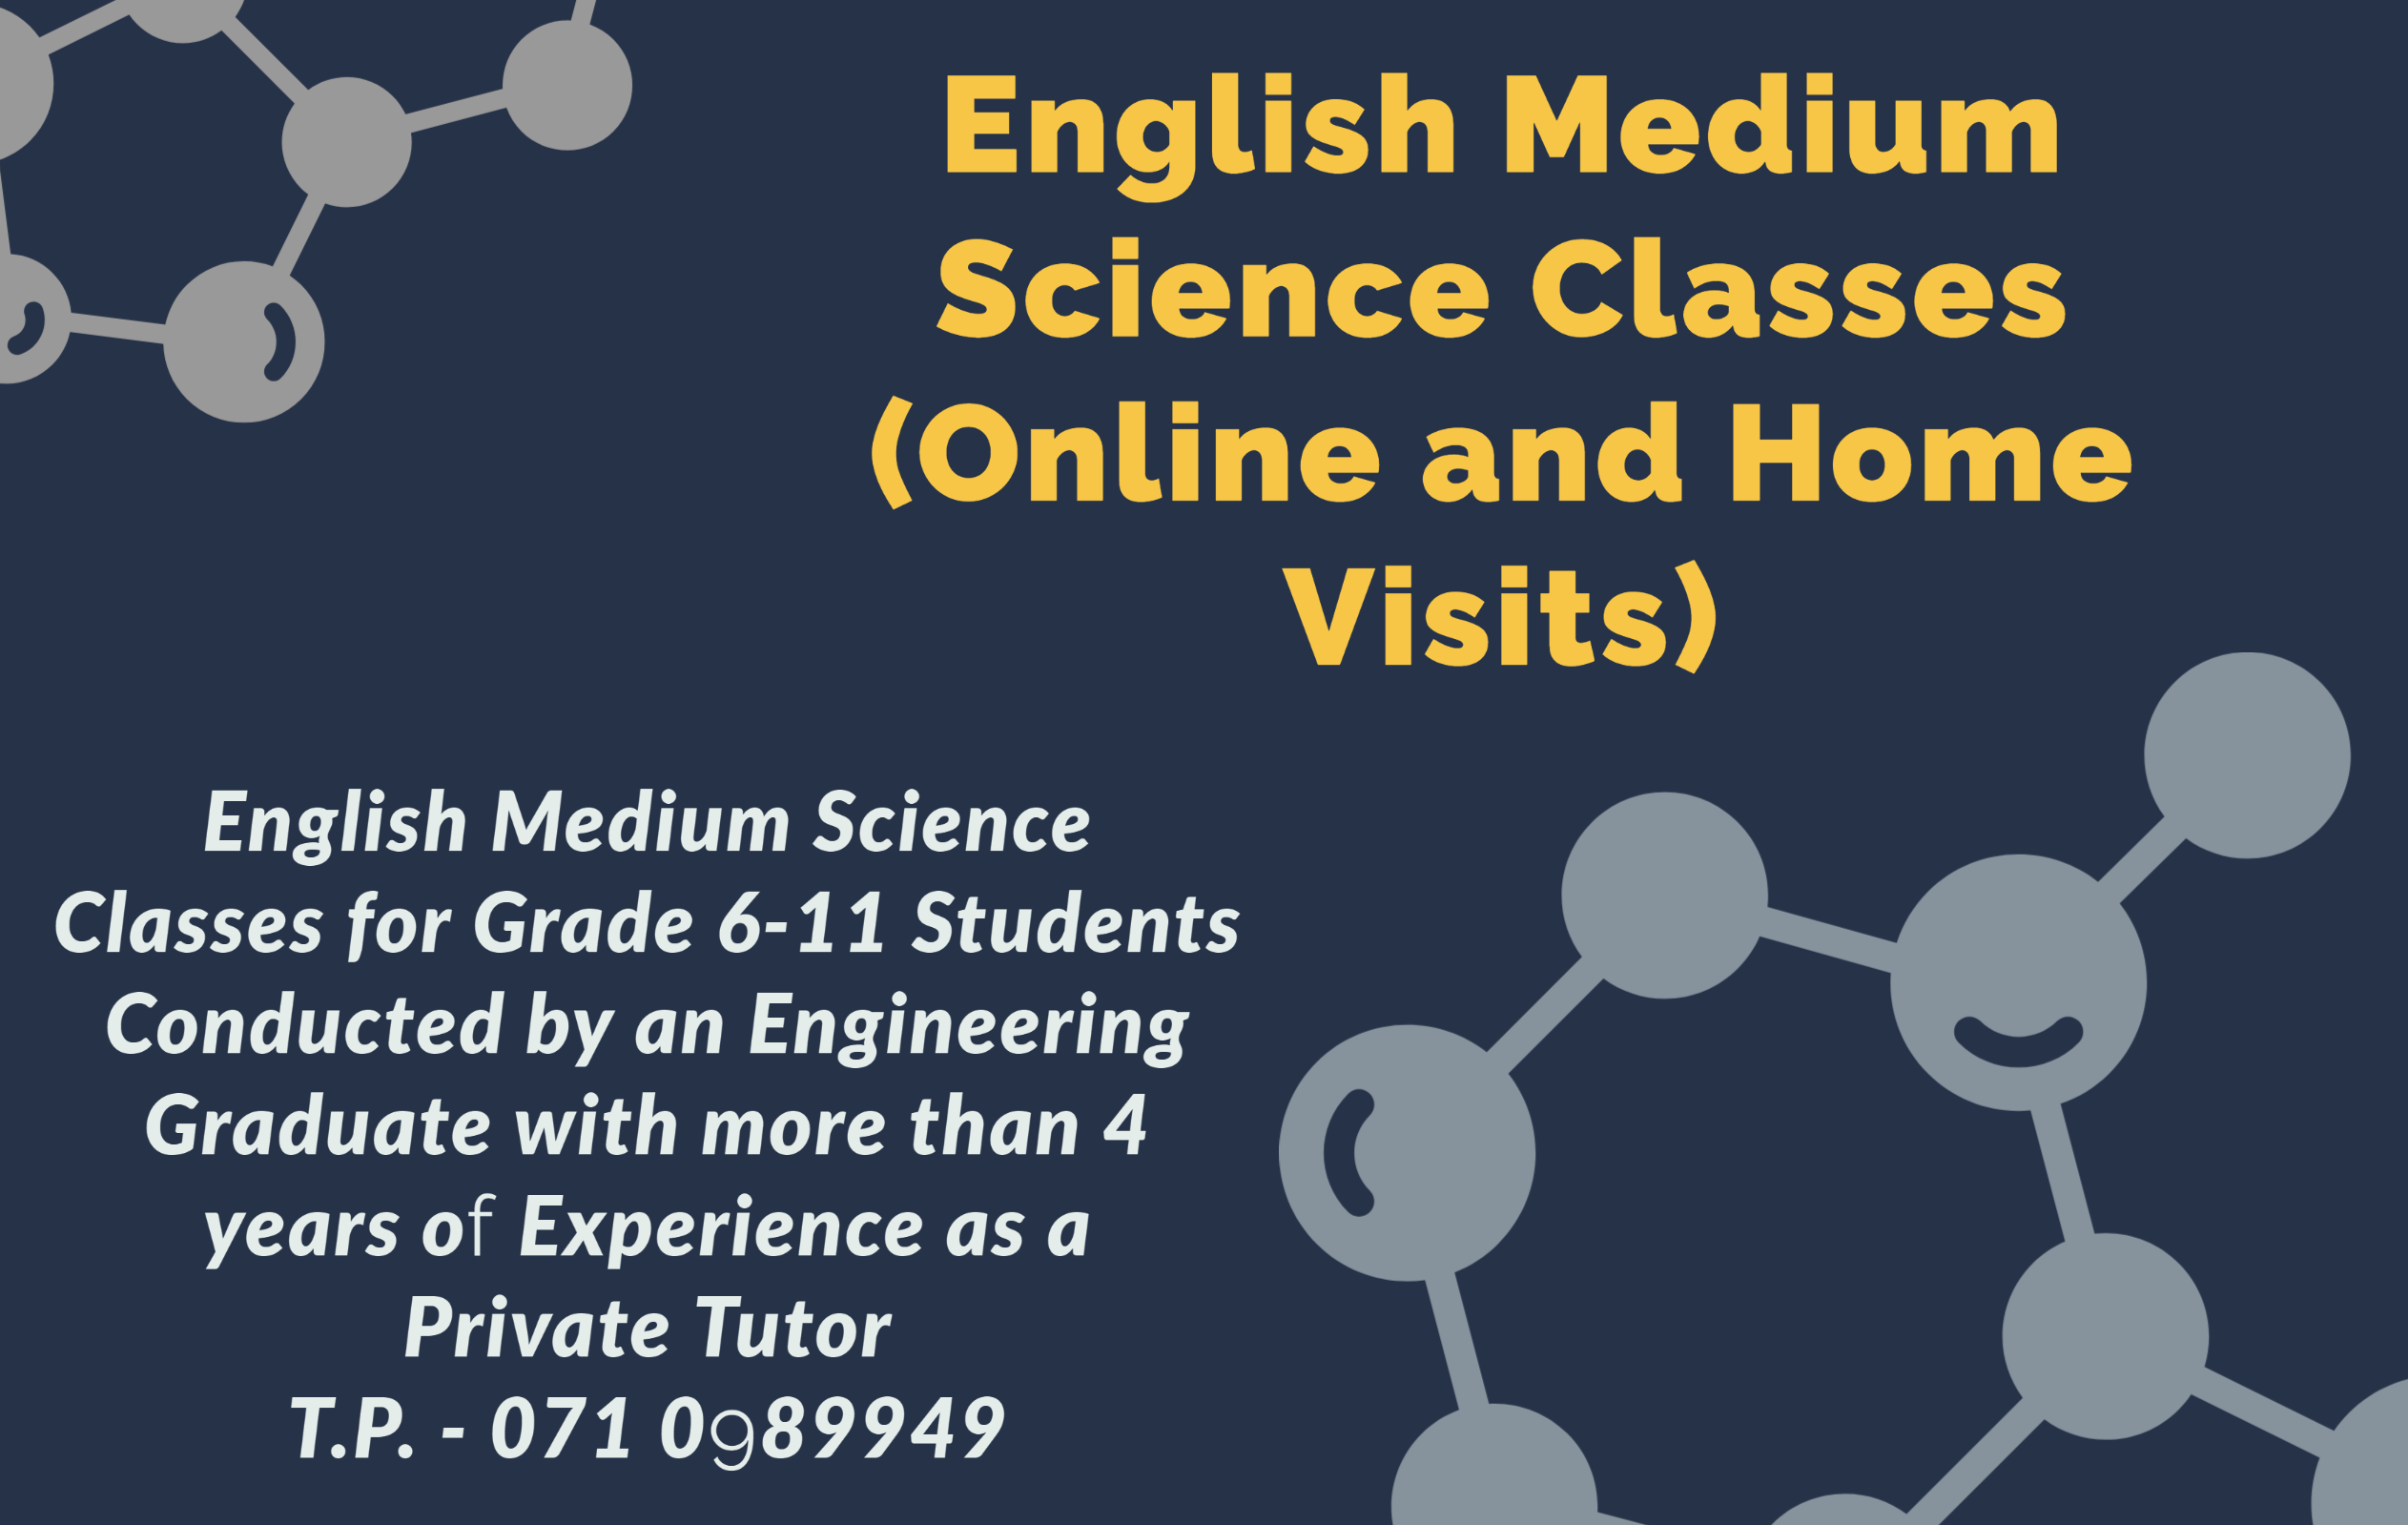 English Medium
Science Classes
(Online and Home
Visits)
English Medium Science
Classes for Grade 6-11 Students
Conducted by an Engineering
Graduate with more than 4
years of Experience as a
Private Tutor
T.P. - 071 0989949